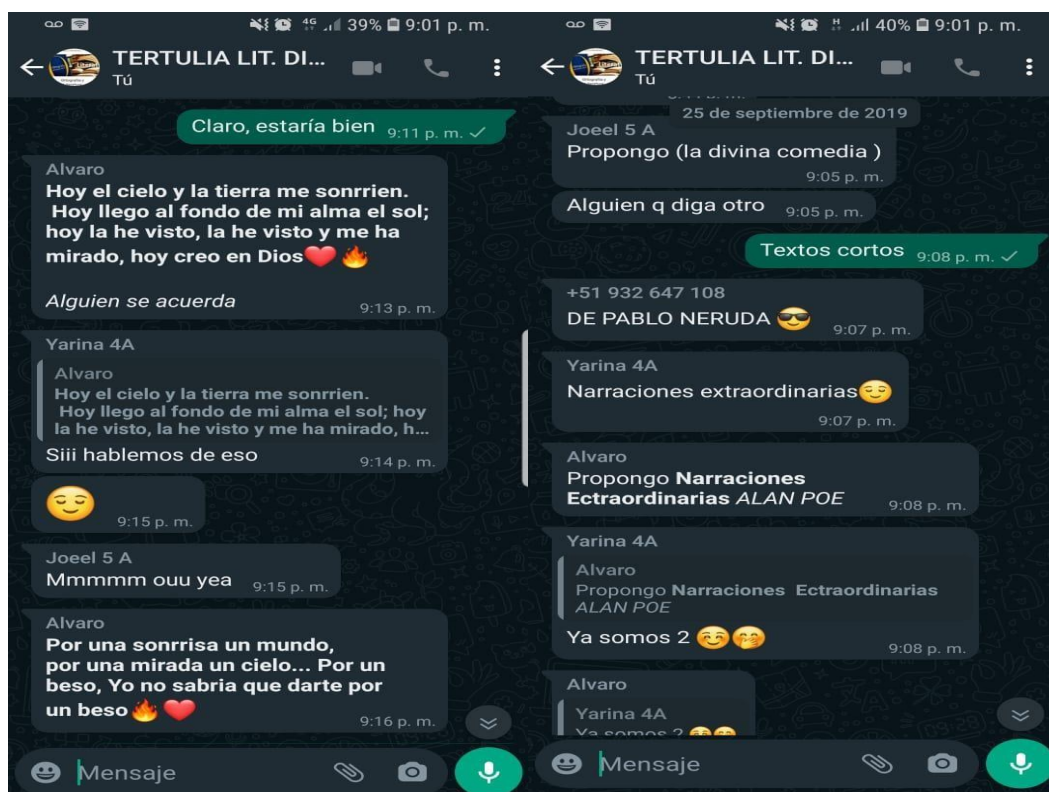 4G 39% 9:01 p. m.
TERTULIA LIT. DI...
Tú
Claro, estaría bien 9:11 p. m.
Alvaro
Hoy el cielo y la tierra me sonrrien.
Hoy llego al fondo de mi alma el sol;
hoy la he visto, la he visto y me ha
mirado, hoy creo en Dios❤️🔥
Alguien se acuerda 9:13 p. m.
Yarina 4A
Alvaro
Hoy el cielo y la tierra me sonrrien.
Hoy llego al fondo de mi alma el sol; hoy
la he visto, la he visto y me ha mirado, h...
Siii hablemos de eso 9:14 p. m.
😌
9:15 p. m.
Joeel 5 A
Mmmmm ouu yea 9:15 p. m.
Alvaro
Por una sonrrisa un mundo,
por una mirada un cielo... Por un
beso, Yo no sabria que darte por
un beso🔥❤️
9:16 p. m.
Mensaje
H 40% 9:01 p. m.
TERTULIA LIT. DI...
Tú
25 de septiembre de 2019
Joeel 5 A
Propongo (la divina comedia )
9:05 p. m.
Alguien q diga otro 9:05 p. m.
Textos cortos 9:08 p. m.
+51 932 647 108
DE PABLO NERUDA 😎
9:07 p. m.
Yarina 4A
Narraciones extraordinarias😌
9:07 p. m.
Alvaro
Propongo Narraciones
Ectraordinarias ALAN POE 9:08 p. m.
Yarina 4A
Alvaro
Propongo Narraciones Ectraordinarias
ALAN POE
Ya somos 2 ☺️🤭
9:08 p. m.
Alvaro
Yarina 4A
Ya somos 2
Mensaje